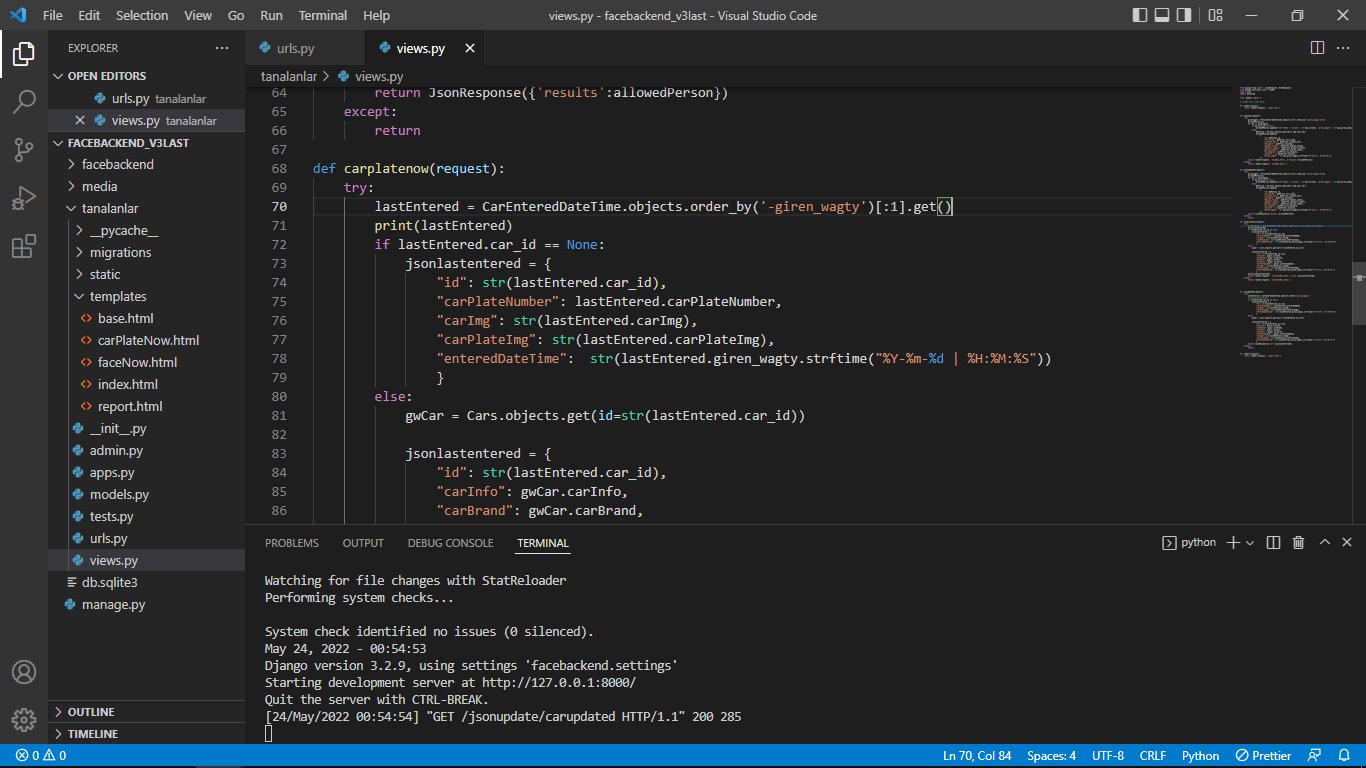 File Edit Selection View Go Run Terminal Help
views.py - facebackend_v3last - Visual Studio Code
EXPLORER
OPEN EDITORS
urls.py tanalanlar
views.py tanalanlar
FACEBACKEND_V3LAST
facebackend
media
tanalanlar
__pycache__
migrations
static
templates
base.html
carPlateNow.html
faceNow.html
index.html
report.html
__init__.py
admin.py
apps.py
models.py
tests.py
urls.py
views.py
db.sqlite3
manage.py
OUTLINE
TIMELINE
urls.py views.py
tanalanlar > views.py
64 return JsonResponse({'results':allowedPerson})
65 except:
66 return
67
68 def carplatenow(request):
69 try:
70 lastEntered = CarEnteredDateTime.objects.order_by('-giren_wagty')[:1].get()
71 print(lastEntered)
72 if lastEntered.car_id == None:
73 jsonlastentered = {
74 "id": str(lastEntered.car_id),
75 "carPlateNumber": lastEntered.carPlateNumber,
76 "carImg": str(lastEntered.carImg),
77 "carPlateImg": str(lastEntered.carPlateImg),
78 "enteredDateTime":  str(lastEntered.giren_wagty.strftime("%Y-%m-%d | %H:%M:%S"))
79 }
80 else:
81 gwCar = Cars.objects.get(id=str(lastEntered.car_id))
82
83 jsonlastentered = {
84 "id": str(lastEntered.car_id),
85 "carInfo": gwCar.carInfo,
86 "carBrand": gwCar.carBrand,
PROBLEMS OUTPUT DEBUG CONSOLE TERMINAL
python
Watching for file changes with StatReloader
Performing system checks...
System check identified no issues (0 silenced).
May 24, 2022 - 00:54:53
Django version 3.2.9, using settings 'facebackend.settings'
Starting development server at http://127.0.0.1:8000/
Quit the server with CTRL-BREAK.
[24/May/2022 00:54:54] "GET /jsonupdate/carupdated HTTP/1.1" 200 285
0 0
Ln 70, Col 84 Spaces: 4 UTF-8 CRLF Python Prettier